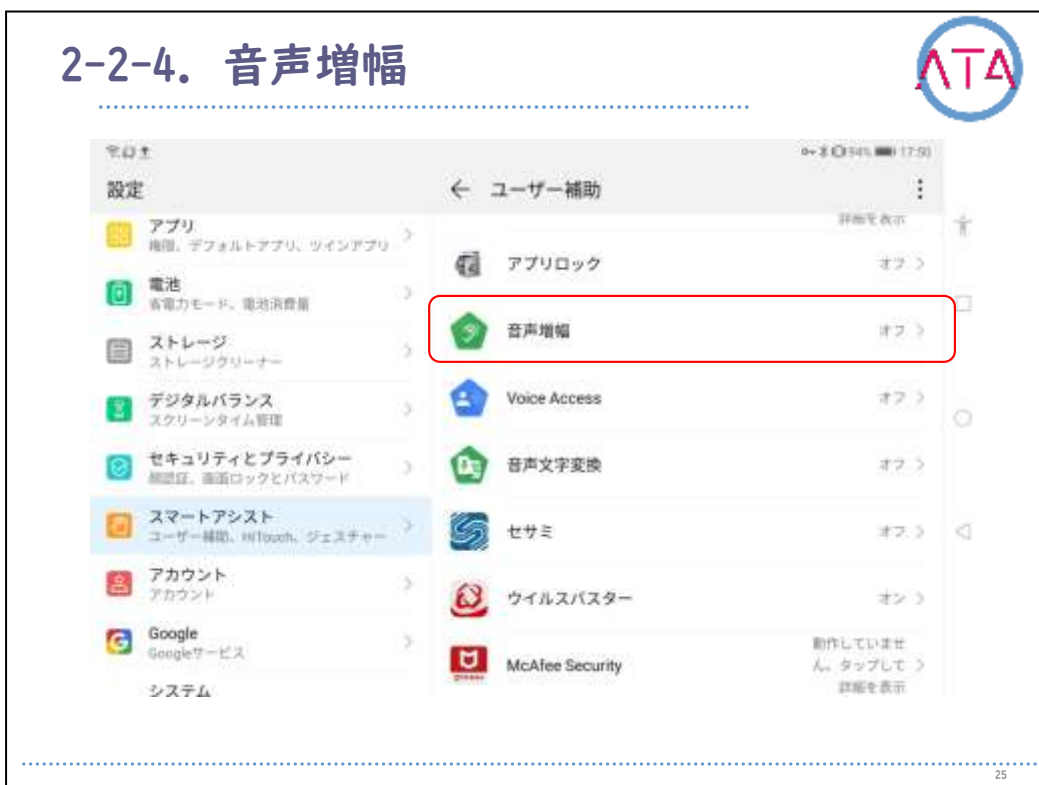 2-2-4. 音声増幅
ATA
94% 17:50
設定
← ユーザー補助
アプリ
権限、デフォルトアプリ、ツインアプリ
電池
省電力モード、電池消費量
ストレージ
ストレージクリーナー
デジタルバランス
スクリーンタイム管理
セキュリティとプライバシー
顔認証、画面ロックとパスワード
スマートアシスト
ユーザー補助、HiTouch、ジェスチャー
アカウント
アカウント
Google
Googleサービス
システム
詳細を表示
アプリロック オフ
音声増幅 オフ
Voice Access オフ
音声文字変換 オフ
セサミ オフ
ウイルスバスター オン
McAfee Security
動作していませ
ん。タップして
詳細を表示
25